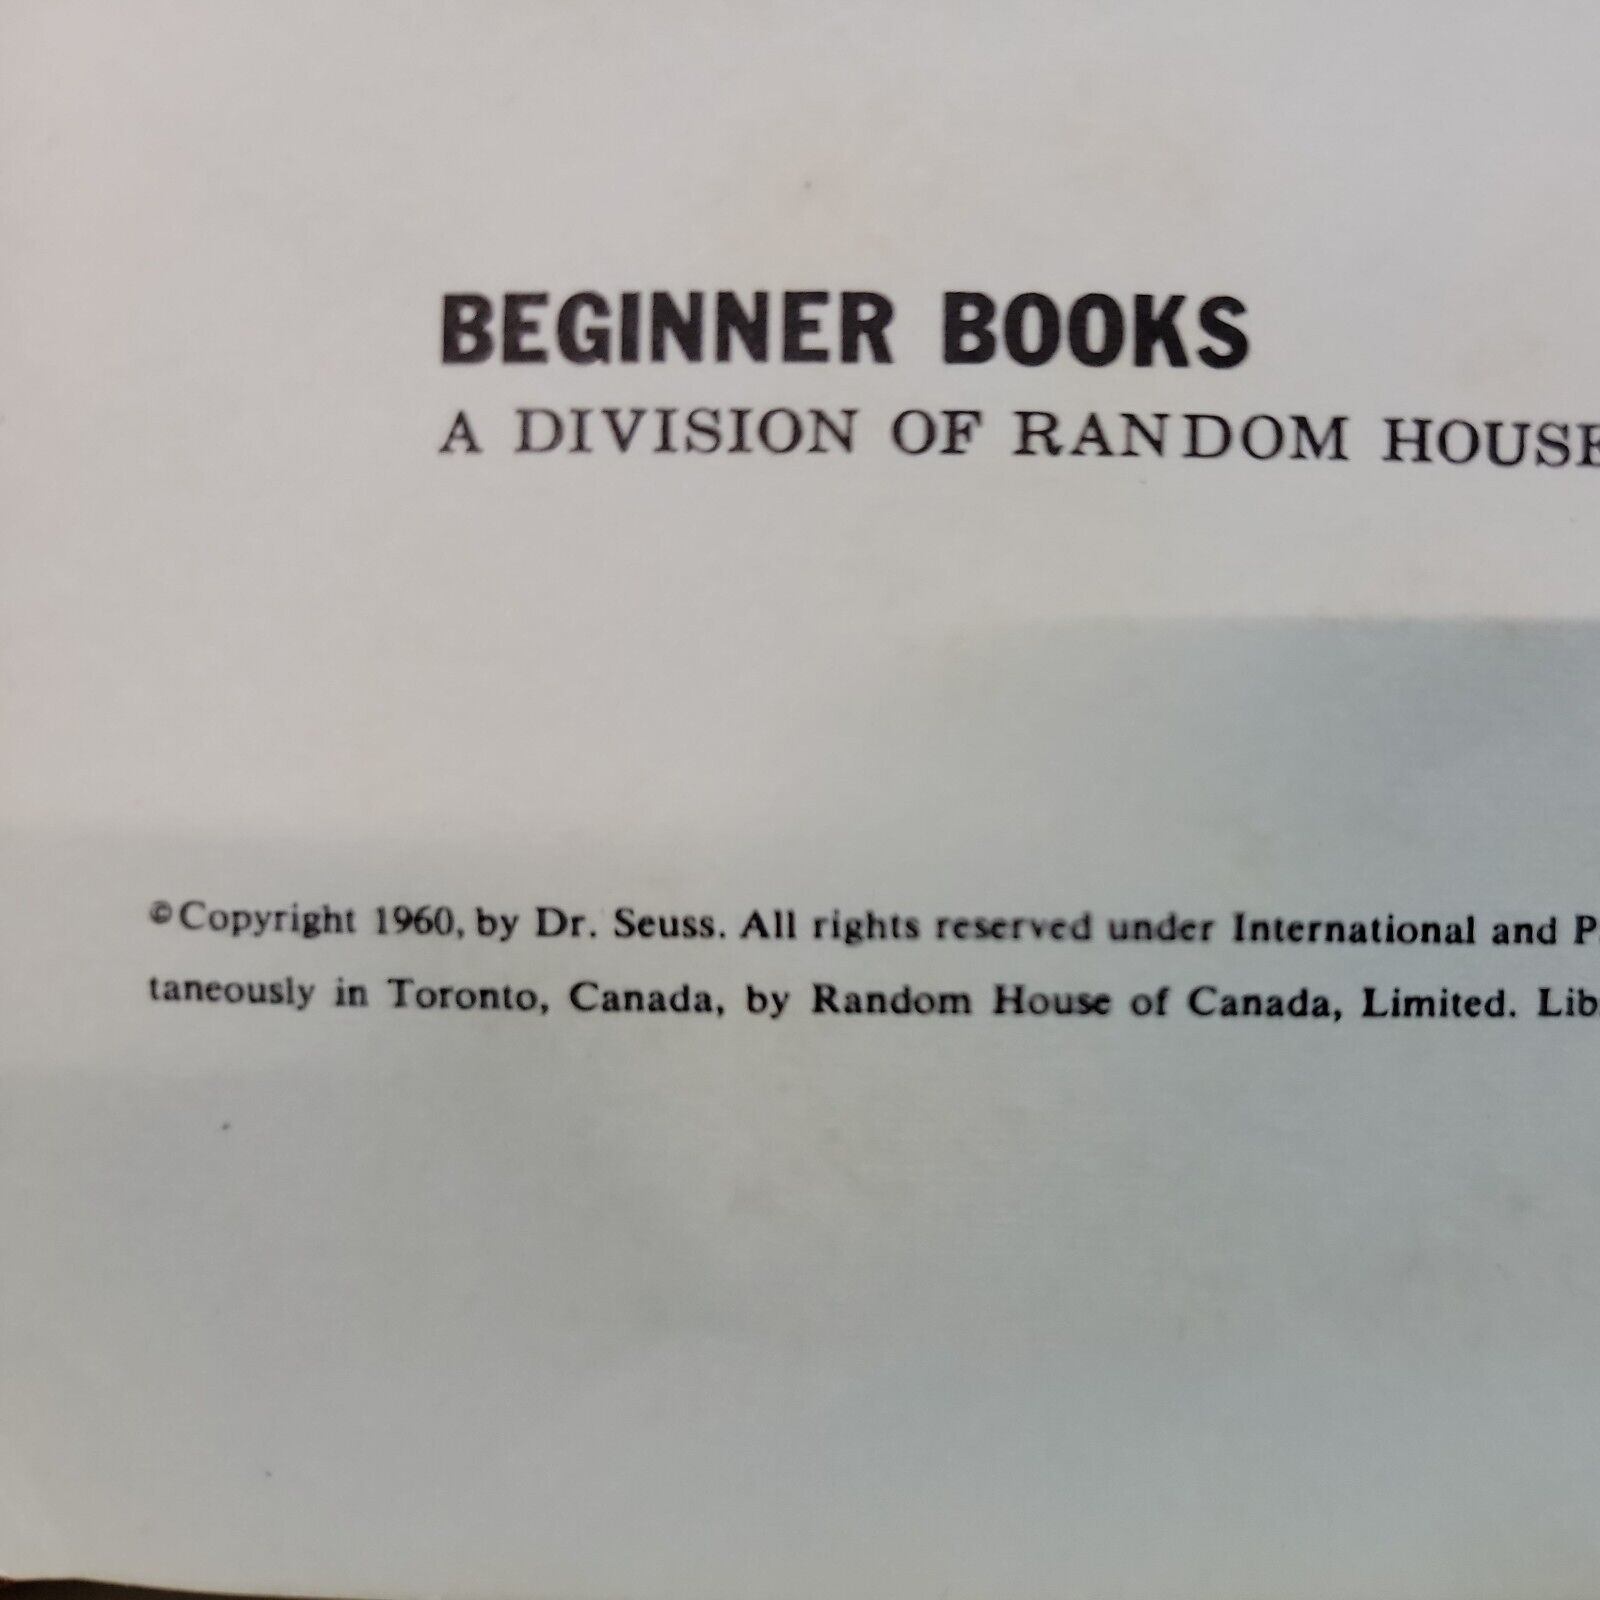 BEGINNER BOOKS
A DIVISION OF RANDOM HOUSE
©Copyright 1960, by Dr. Seuss. All rights reserved under International and
taneously in Toronto, Canada, by Random House of Canada, Limited.